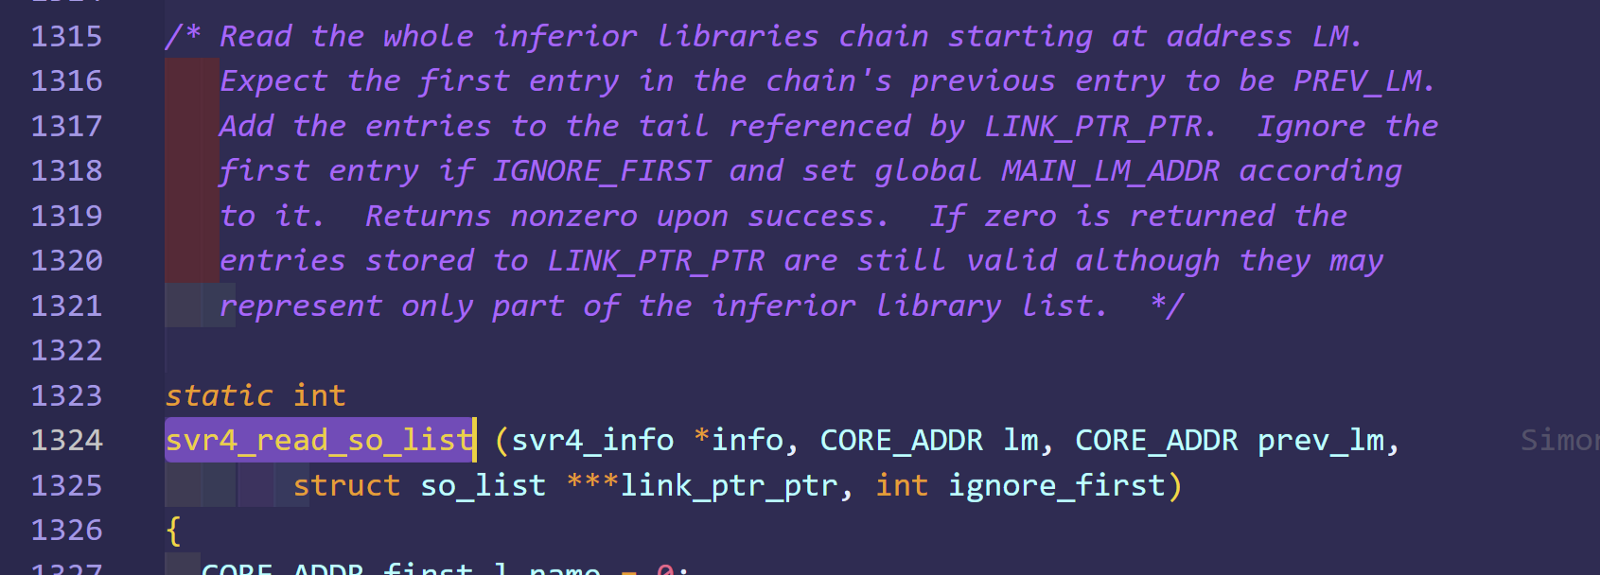 1315 /* Read the whole inferior libraries chain starting at address LM.
1316 Expect the first entry in the chain's previous entry to be PREV_LM.
1317 Add the entries to the tail referenced by LINK_PTR_PTR.  Ignore the
1318 first entry if IGNORE_FIRST and set global MAIN_LM_ADDR according
1319 to it.  Returns nonzero upon success.  If zero is returned the
1320 entries stored to LINK_PTR_PTR are still valid although they may
1321 represent only part of the inferior library list.  */
1322
1323 static int
1324 svr4_read_so_list (svr4_info *info, CORE_ADDR lm, CORE_ADDR prev_lm,
1325 struct so_list ***link_ptr_ptr, int ignore_first)
1326 {
1327 CORE_ADDR first_l_name = 0;